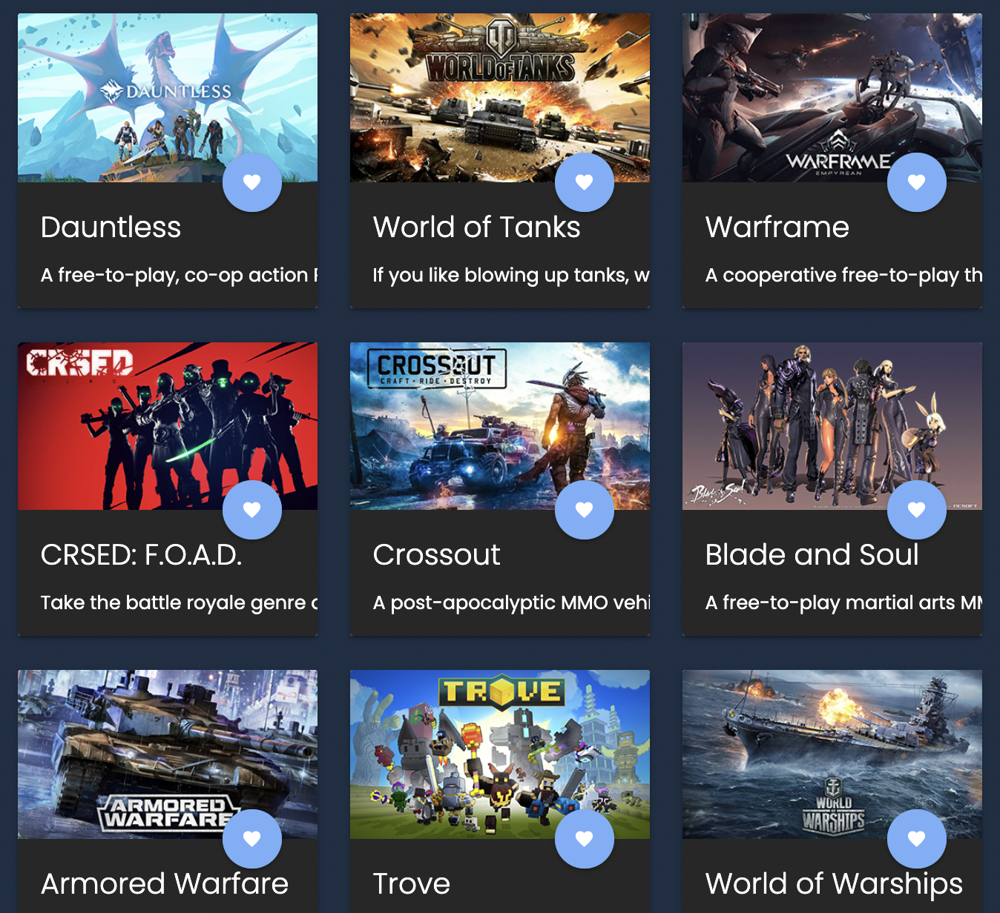 DAUNTLESS
Dauntless
A free-to-play, co-op action
WORLD OF TANKS
World of Tanks
If you like blowing up tanks, w
WARFRAME
EMPYREAN
Warframe
A cooperative free-to-play th
CRSED
F O A D
CRSED: F.O.A.D.
Take the battle royale genre
CROSSOUT
CRAFT • RIDE • DESTROY
Crossout
A post-apocalyptic MMO vehi
Blade & Soul
NCSOFT
Blade and Soul
A free-to-play martial arts MM
ARMORED
WARFARE
Armored Warfare
TROVE
Trove
WORLD
OF
WARSHIPS
World of Warships